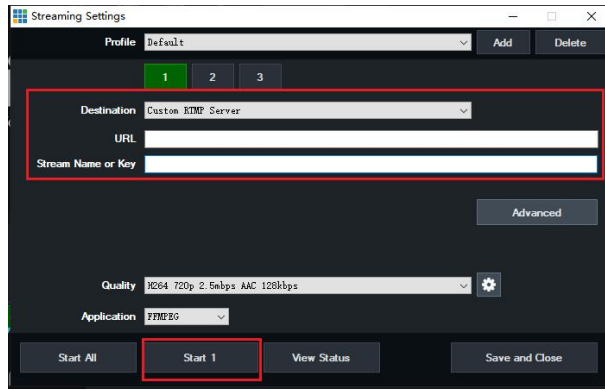 Streaming Settings
Profile Default Add Delete
1 2 3
Destination Custom RTMP Server
URL
Stream Name or Key
Advanced
Quality H264 720p 2.5mbps AAC 128kbps
Application FFMPEG
Start All Start 1 View Status Save and Close